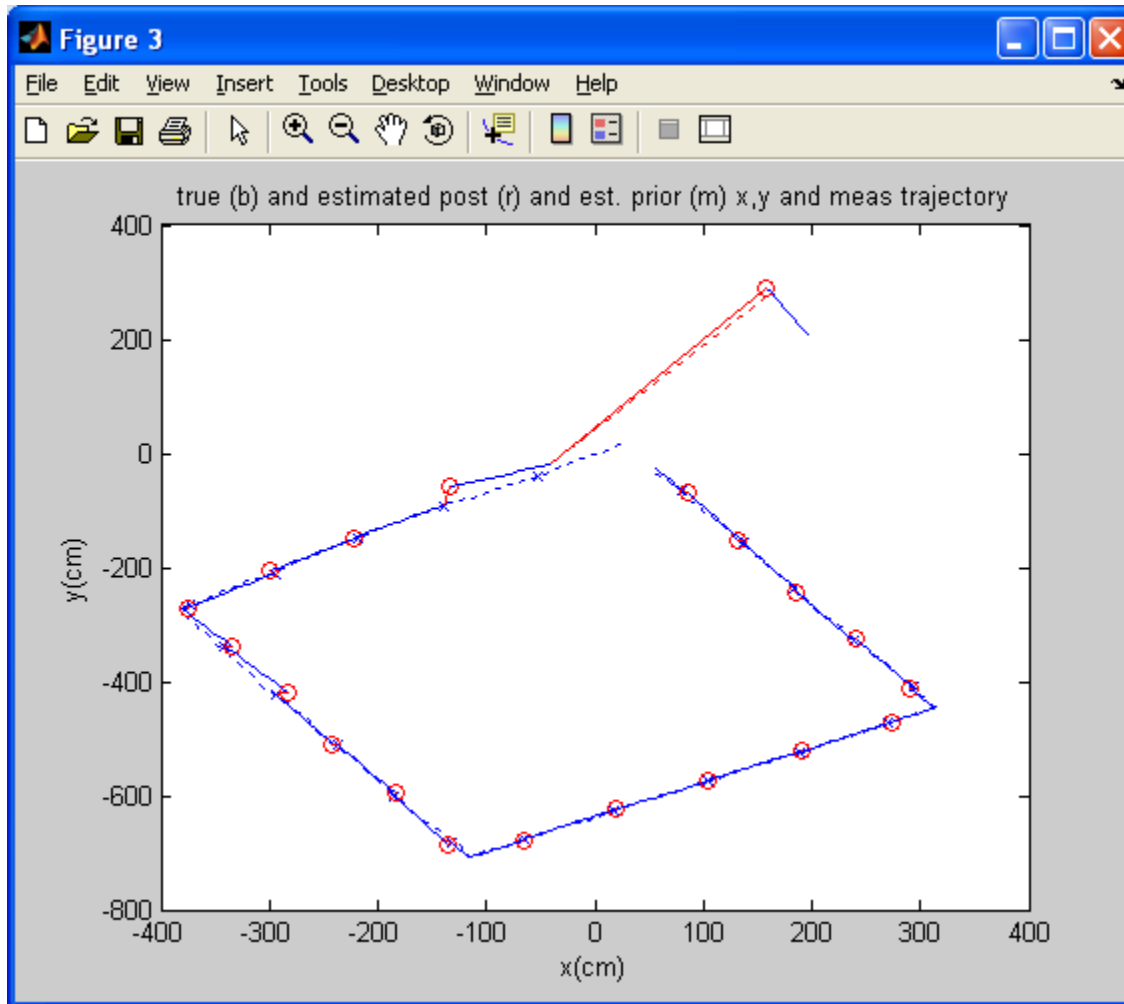 Figure 3
File Edit View Insert Tools Desktop Window Help
true (b) and estimated post (r) and est. prior (m) x,y and meas trajectory
400
200
0
-200
-400
-600
-800
y(cm)
-400 -300 -200 -100 0 100 200 300 400
x(cm)